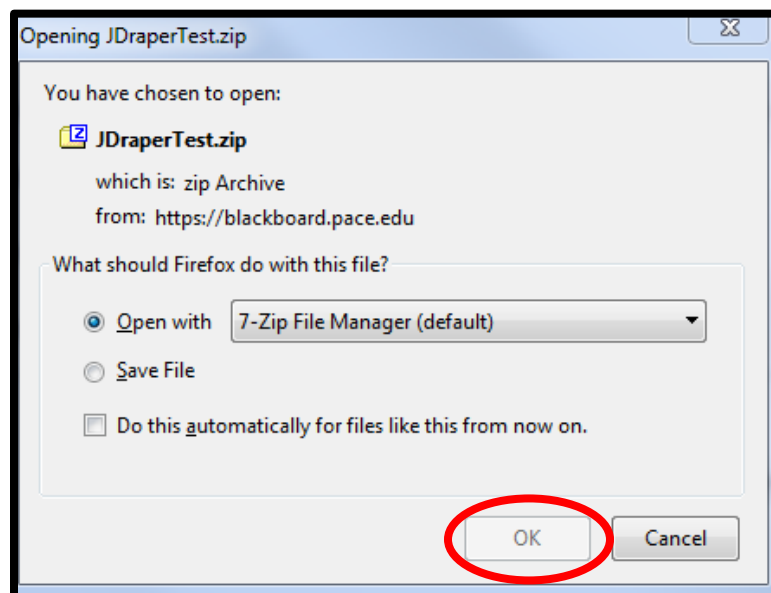 Opening JDraperTest.zip
You have chosen to open:
JDraperTest.zip
which is: zip Archive
from: https://blackboard.pace.edu
What should Firefox do with this file?
Open with 7-Zip File Manager (default)
Save File
Do this automatically for files like this from now on.
OK Cancel